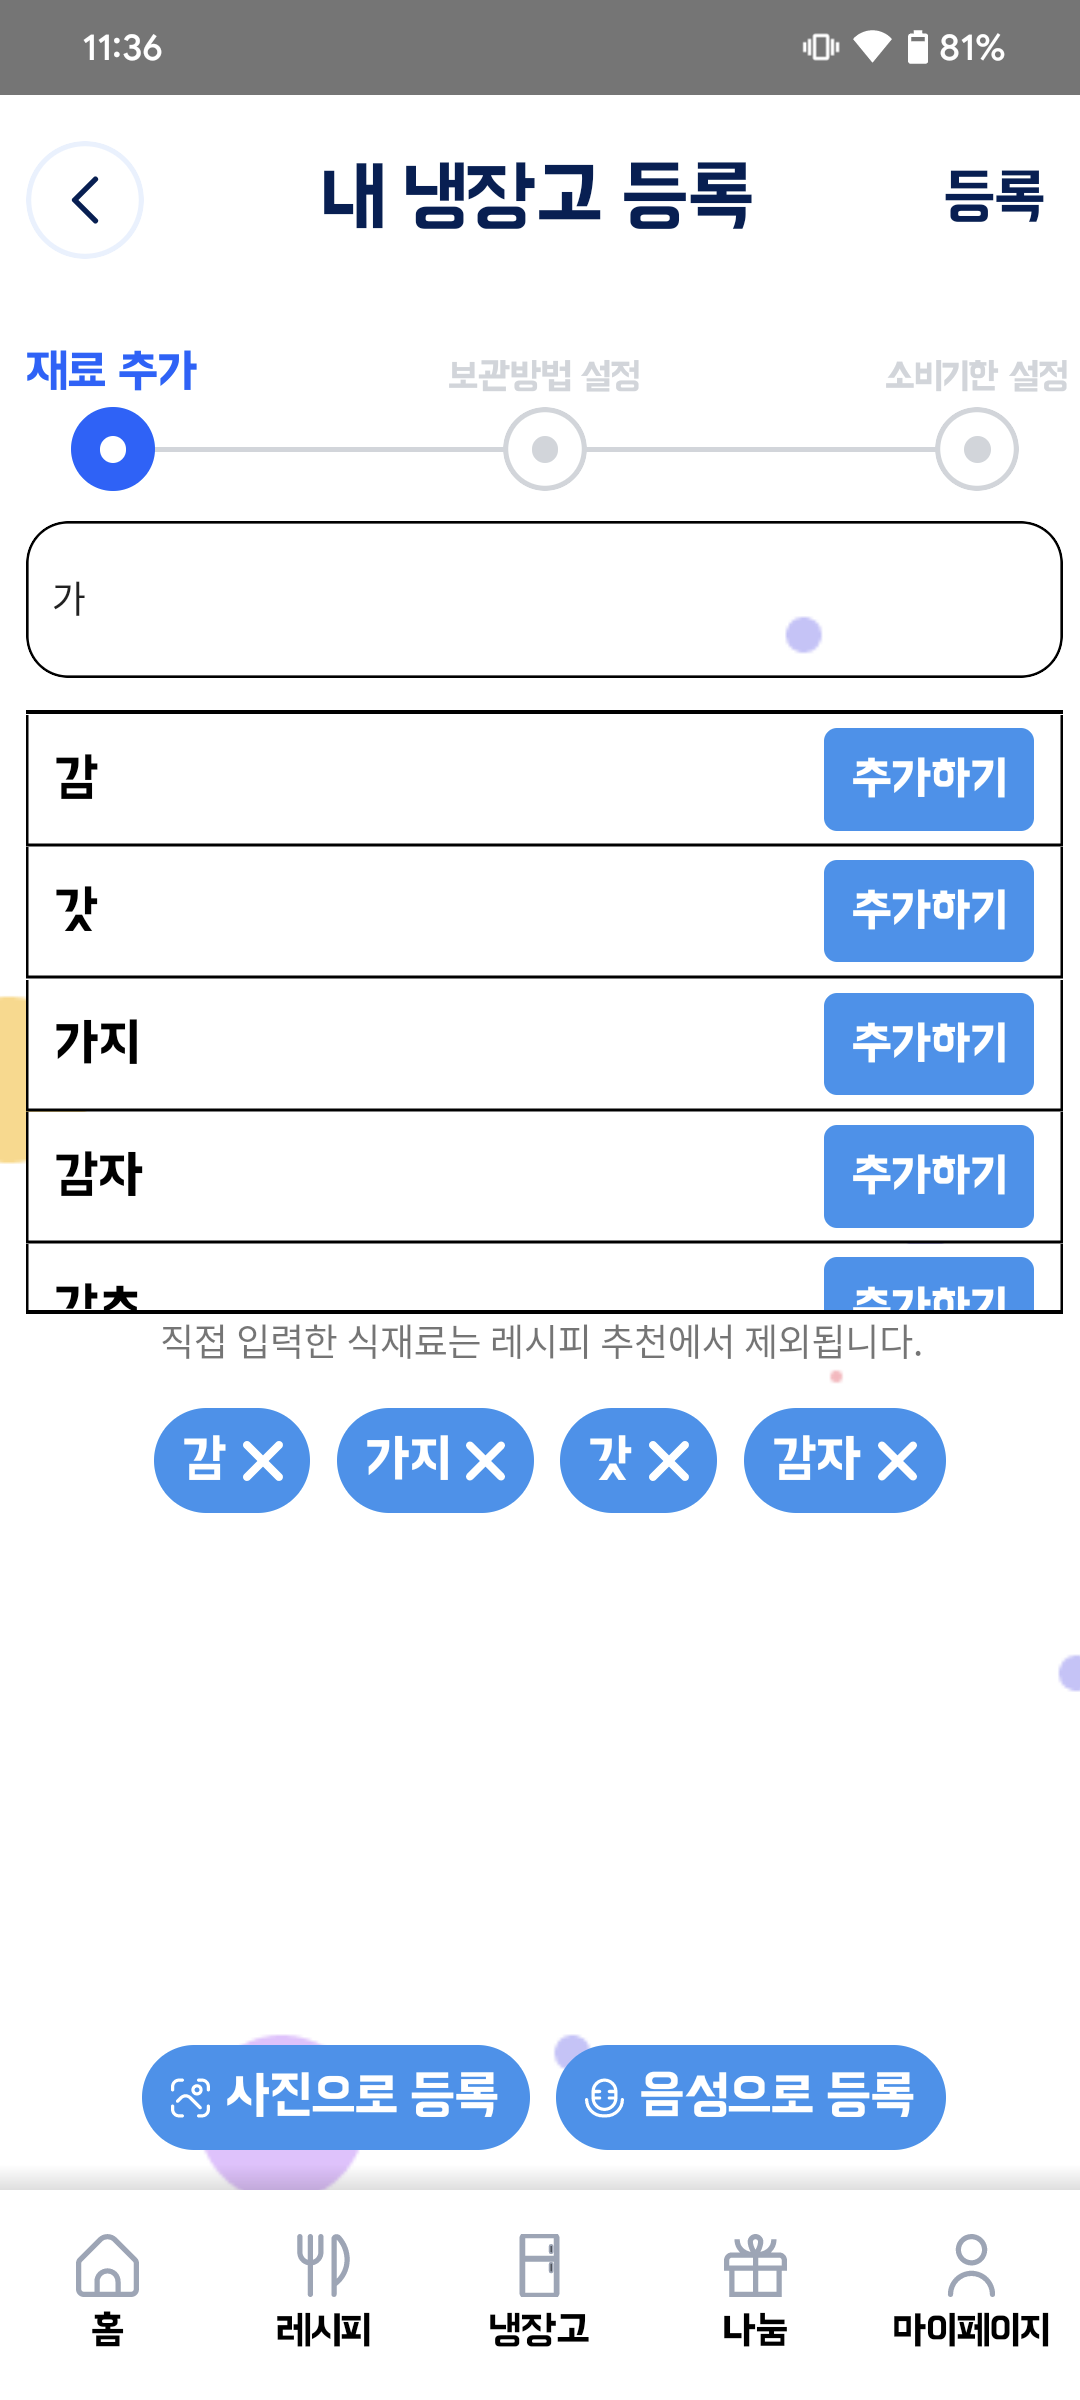 11:36 81%
내 냉장고 등록 등록
재료 추가 보관방법 설정 소비기한 설정
가
감 추가하기
갓 추가하기
가지 추가하기
감자 추가하기
추가하기
직접 입력한 식재료는 레시피 추천에서 제외됩니다.
감 가지 갓 감자
사진으로 등록 음성으로 등록
홈 레시피 냉장고 나눔 마이페이지